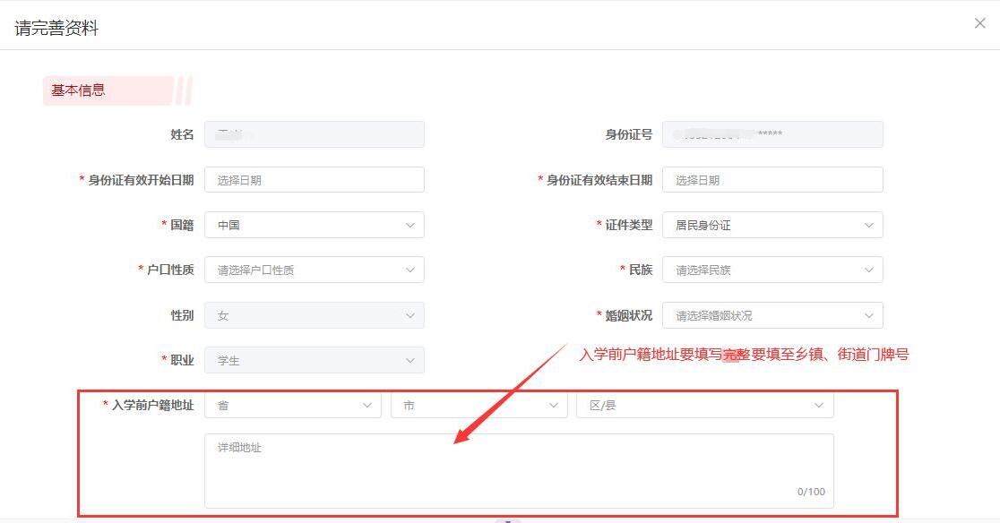 请完善资料
基本信息
姓名
身份证号 *****
* 身份证有效开始日期 选择日期
* 身份证有效结束日期 选择日期
* 国籍 中国
* 证件类型 居民身份证
* 户口性质 请选择户口性质
* 民族 请选择民族
性别 女
* 婚姻状况 请选择婚姻状况
* 职业 学生
入学前户籍地址要填写完整要填至乡镇、街道门牌号
* 入学前户籍地址 省 市 区/县
详细地址
0/100